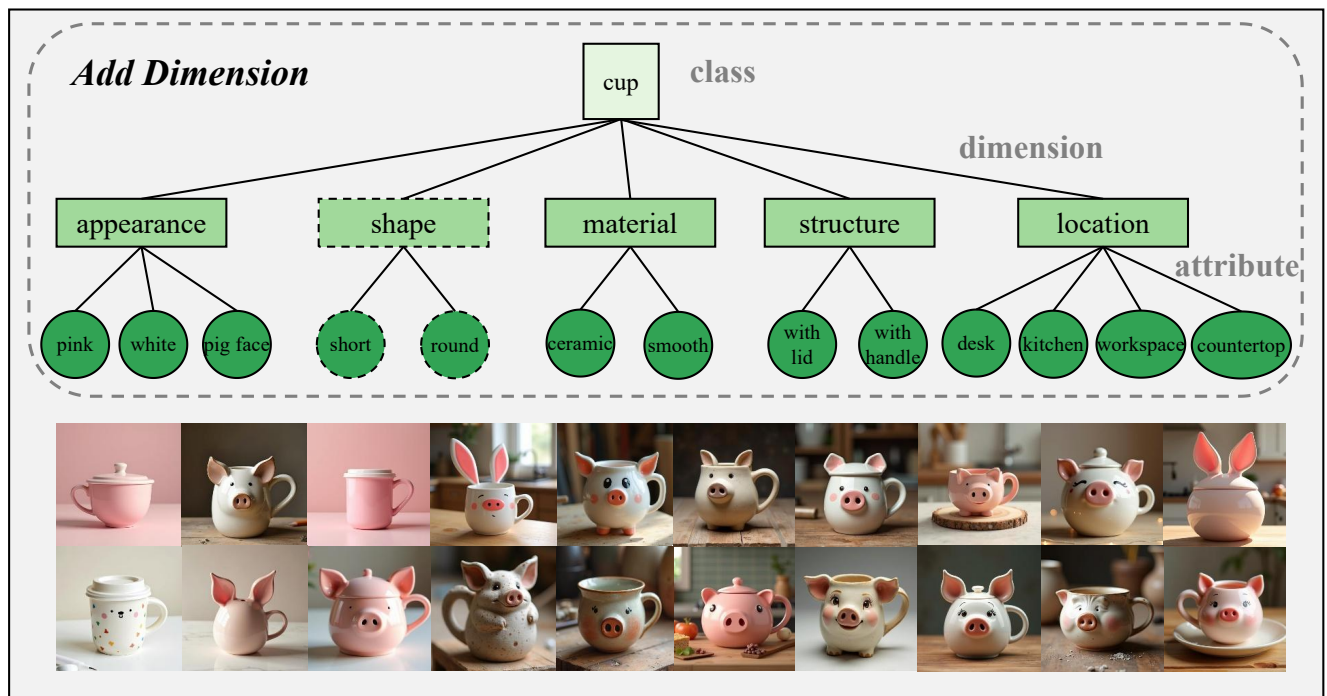 Add Dimension
cup
class
dimension
appearance
shape
material
structure
location
attribute
pink
white
pig face
short
round
ceramic
smooth
with
lid
with
handle
desk
kitchen
workspace
countertop